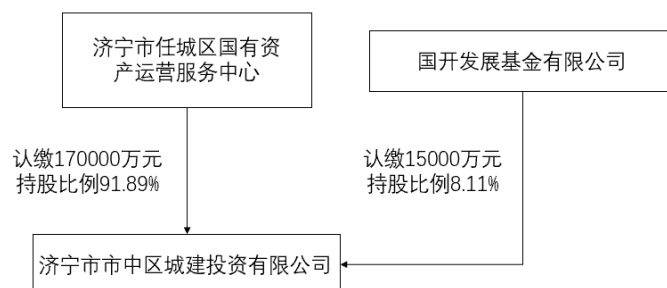 济宁市任城区国有资
产运营服务中心
国开发展基金有限公司
认缴170000万元
持股比例91.89%
认缴15000万元
持股比例8.11%
济宁市市中区城建投资有限公司